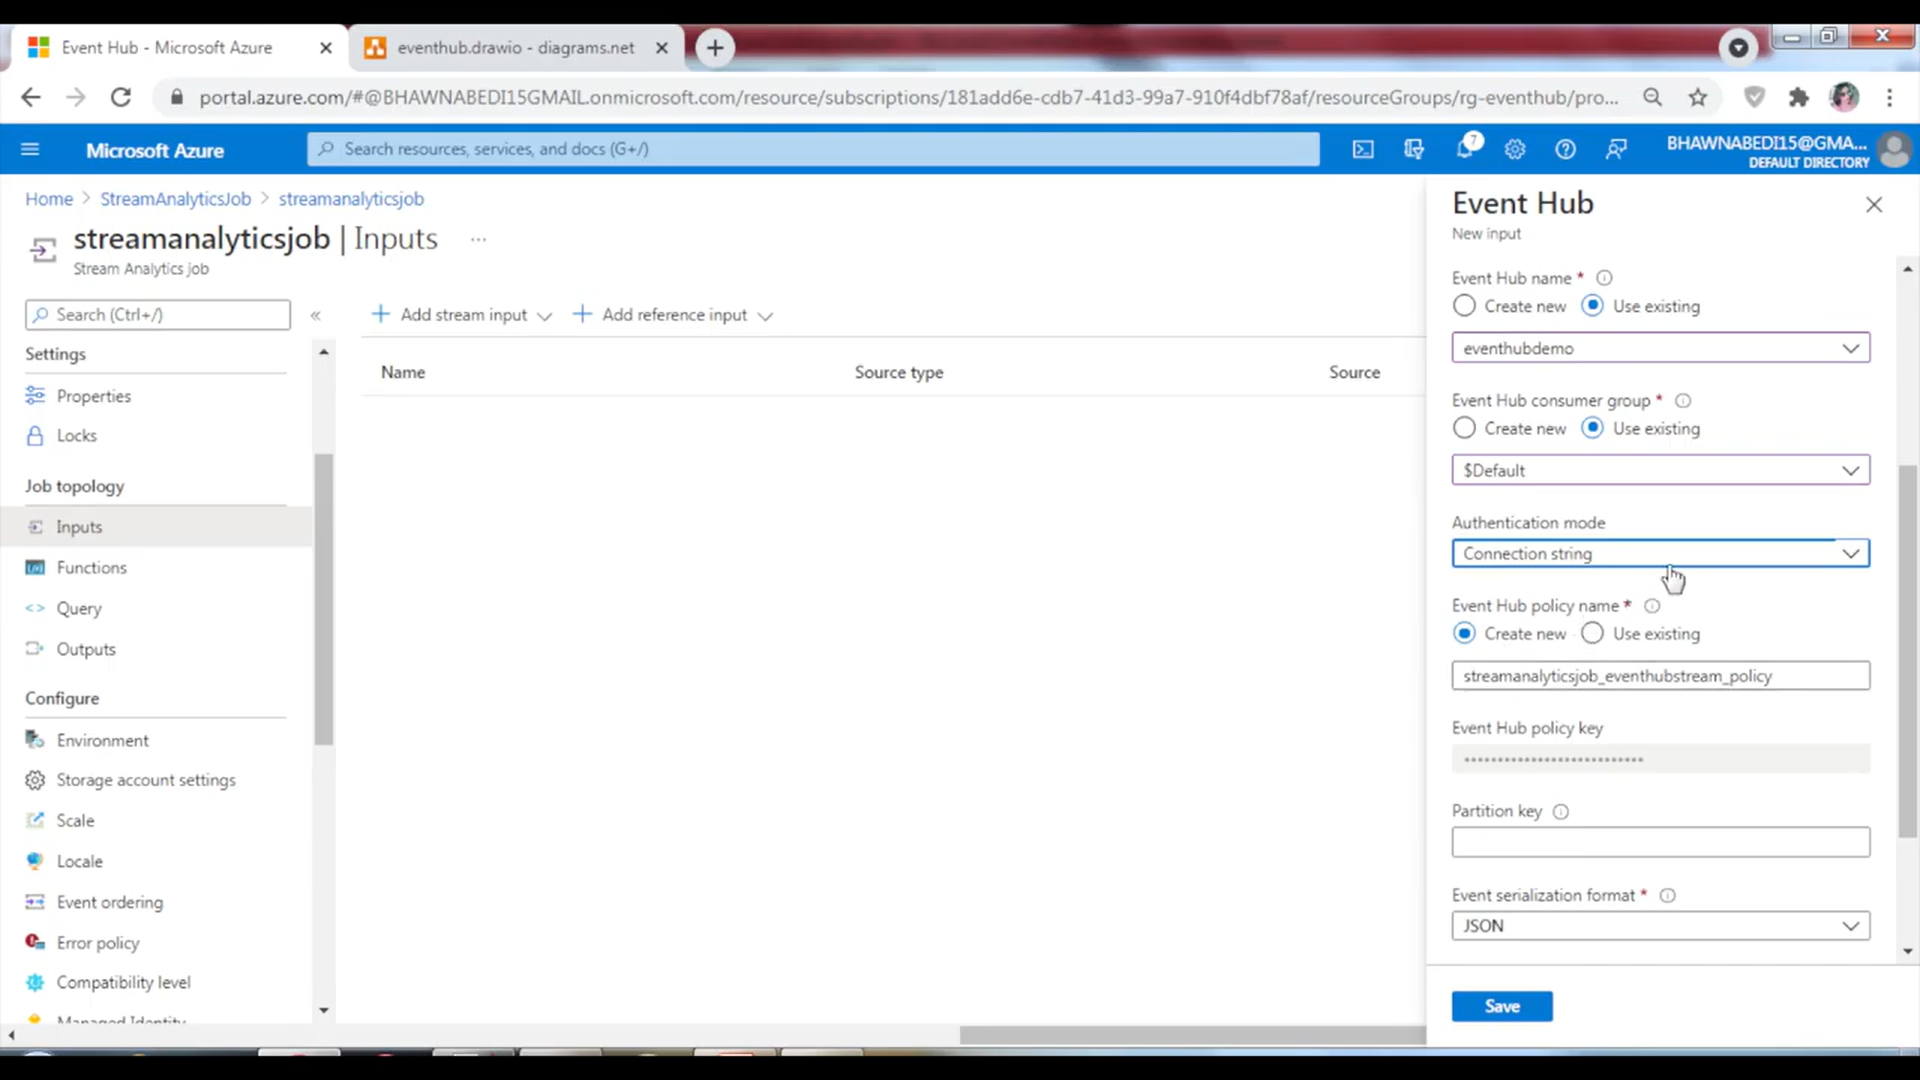 Event Hub - Microsoft Azure
eventhub.drawio - diagrams.net
portal.azure.com/#@BHAWNABEDI15GMAIL.onmicrosoft.com/resource/subscriptions/181add6e-cdb7-41d3-99a7-910f4dbf78af/resourceGroups/rg-eventhub/pro...
Microsoft Azure
Search resources, services, and docs (G+/)
7
BHAWNABEDI15@GMA...
DEFAULT DIRECTORY
Home > StreamAnalyticsJob > streamanalyticsjob
streamanalyticsjob | Inputs ...
Stream Analytics job
Search (Ctrl+/)
«
Settings
Properties
Locks
Job topology
Inputs
Functions
Query
Outputs
Configure
Environment
Storage account settings
Scale
Locale
Event ordering
Error policy
Compatibility level
Managed Identity
+ Add stream input
+ Add reference input
Name
Source type
Source
Event Hub
New input
Event Hub name *
Create new
Use existing
eventhubdemo
Event Hub consumer group *
Create new
Use existing
$Default
Authentication mode
Connection string
Event Hub policy name *
Create new
Use existing
streamanalyticsjob_eventhubstream_policy
Event Hub policy key
Partition key
Event serialization format *
JSON
Save